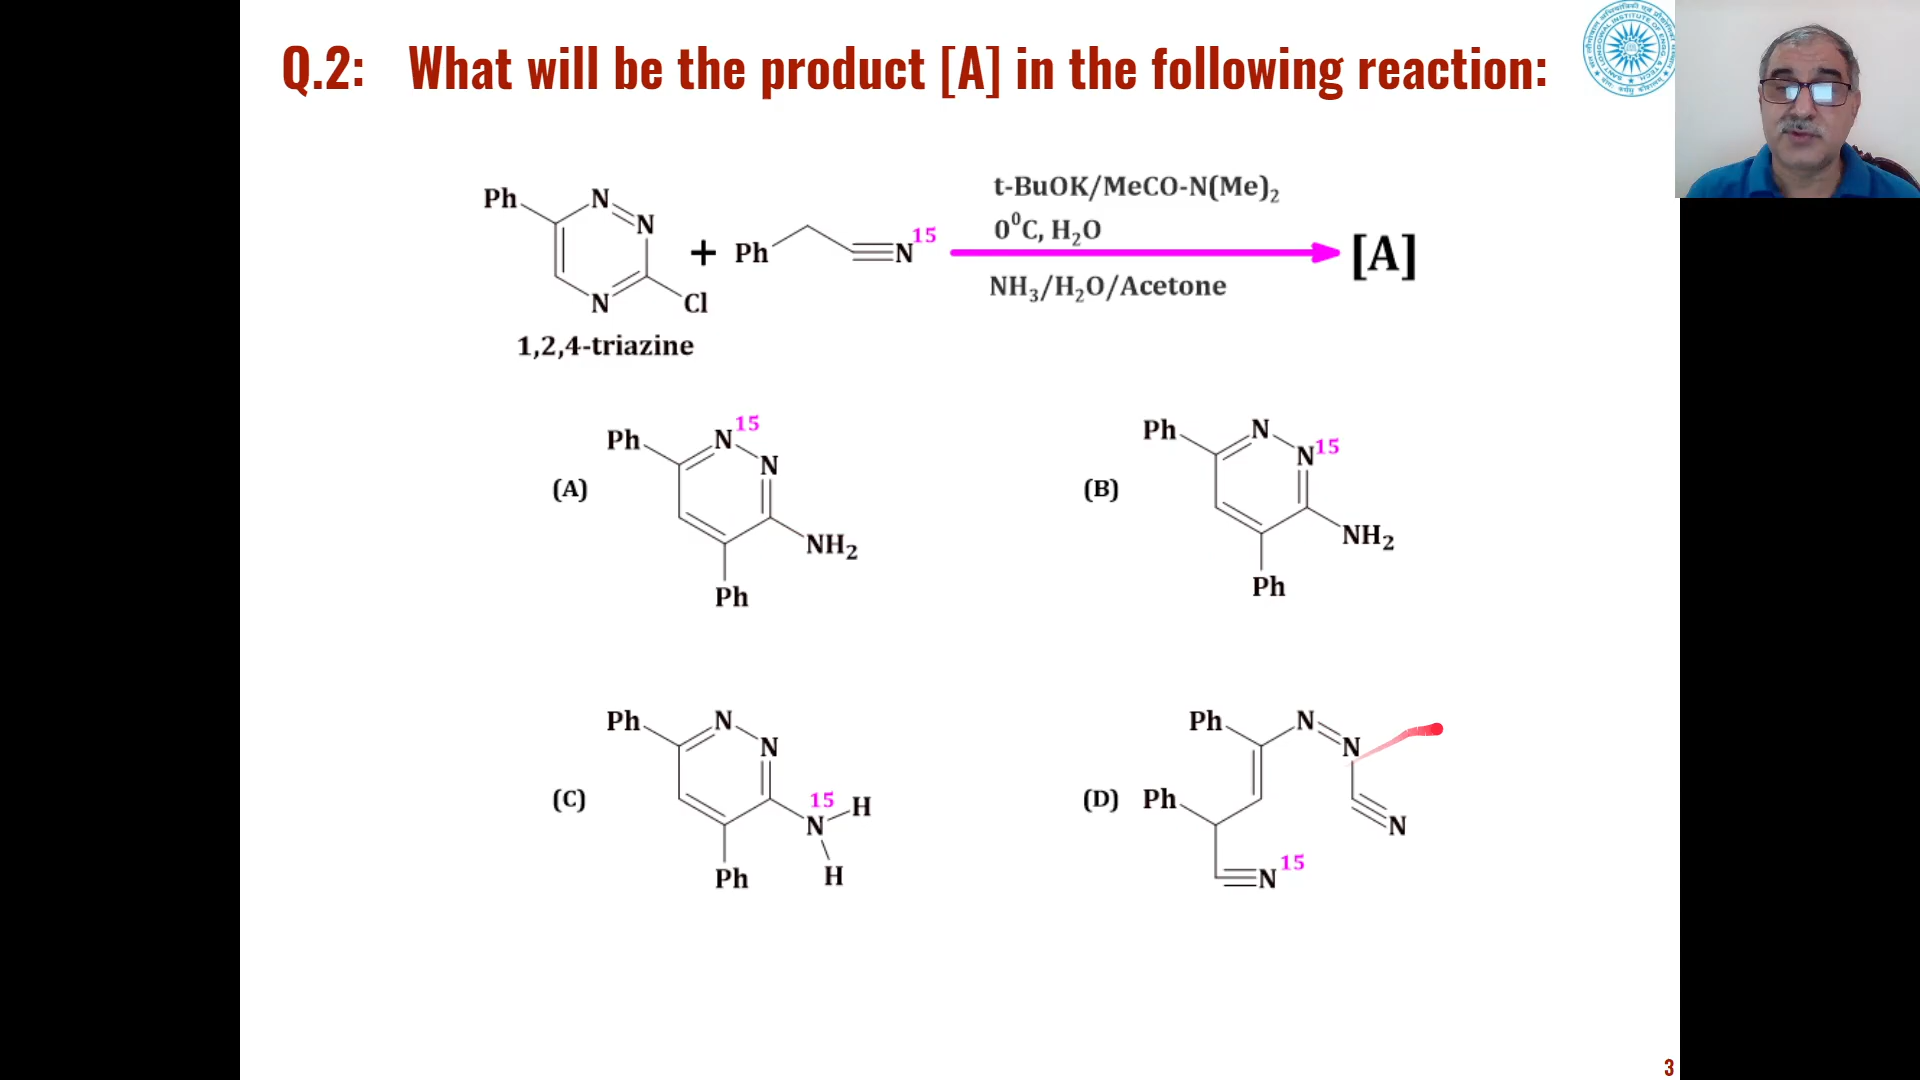 Q.2: What will be the product [A] in the following reaction:
Ph N N N Cl
1,2,4-triazine
+
Ph N 15
t-BuOK/MeCO-N(Me)2
0⁰C, H2O
NH3/H2O/Acetone
[A]
(A) Ph N 15 N NH2 Ph
(B) Ph N N 15 NH2 Ph
(C) Ph N N 15 N H H Ph
(D) Ph N N Ph N N 15
3